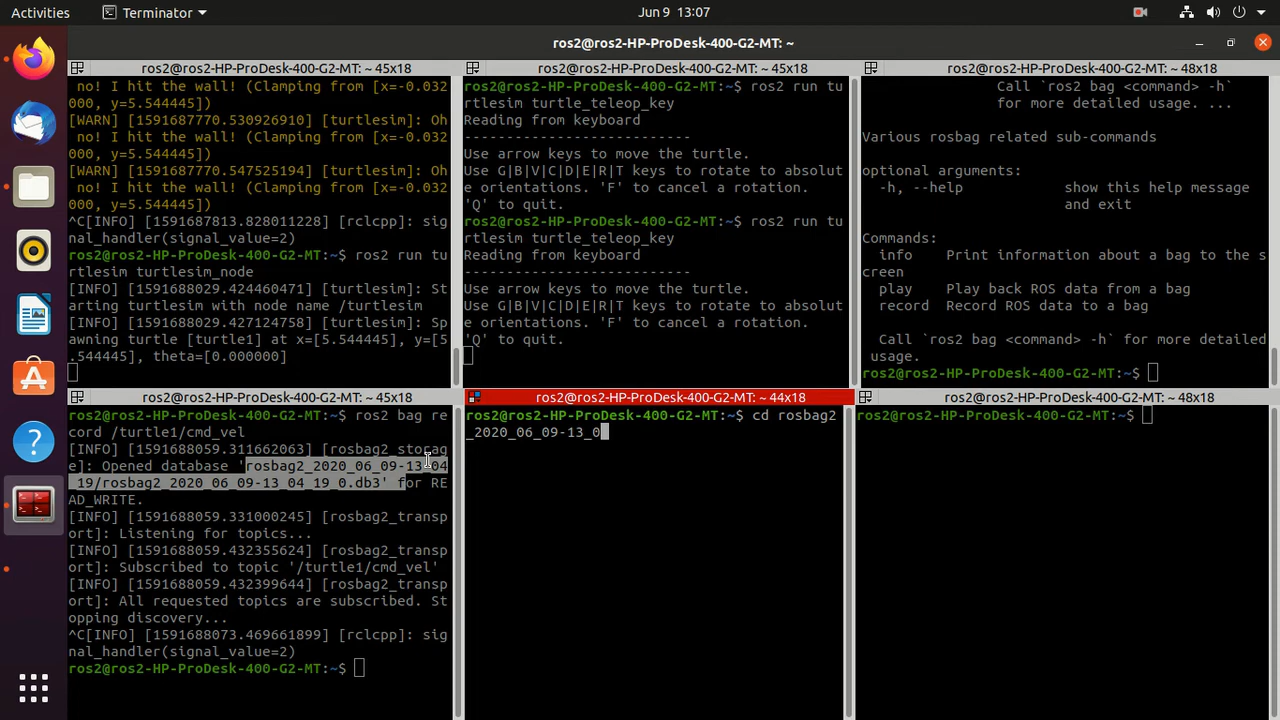 Activities
Terminator
Jun 9 13:07
ros2@ros2-HP-ProDesk-400-G2-MT: ~
ros2@ros2-HP-ProDesk-400-G2-MT: ~ 45x18
no! I hit the wall! (Clamping from [x=-0.032
000, y=5.544445])
[WARN] [1591687770.530926910] [turtlesim]: Oh
no! I hit the wall! (Clamping from [x=-0.032
000, y=5.544445])
[WARN] [1591687770.547525194] [turtlesim]: Oh
no! I hit the wall! (Clamping from [x=-0.032
000, y=5.544445])
^C[INFO] [1591687813.828011228] [rclcpp]: sig
nal_handler(signal_value=2)
ros2@ros2-HP-ProDesk-400-G2-MT:~$ ros2 run tu
rtlesim turtlesim_node
[INFO] [1591688029.424460471] [turtlesim]: St
arting turtlesim with node name /turtlesim
[INFO] [1591688029.427124758] [turtlesim]: Sp
awning turtle [turtle1] at x=[5.544445], y=[5
.544445], theta=[0.000000]
ros2@ros2-HP-ProDesk-400-G2-MT: ~ 45x18
ros2@ros2-HP-ProDesk-400-G2-MT:~$ ros2 run tu
rtlesim turtle_teleop_key
Reading from keyboard
---------------------------
Use arrow keys to move the turtle.
Use G|B|V|C|D|E|R|T keys to rotate to absolut
e orientations. 'F' to cancel a rotation.
'Q' to quit.
ros2@ros2-HP-ProDesk-400-G2-MT:~$ ros2 run tu
rtlesim turtle_teleop_key
Reading from keyboard
---------------------------
Use arrow keys to move the turtle.
Use G|B|V|C|D|E|R|T keys to rotate to absolut
e orientations. 'F' to cancel a rotation.
'Q' to quit.
ros2@ros2-HP-ProDesk-400-G2-MT: ~ 48x18
Call `ros2 bag <command> -h`
for more detailed usage. ...
Various rosbag related sub-commands
optional arguments:
-h, --help show this help message
and exit
Commands:
info Print information about a bag to the s
creen
play Play back ROS data from a bag
record Record ROS data to a bag
Call `ros2 bag <command> -h` for more detailed
usage.
ros2@ros2-HP-ProDesk-400-G2-MT:~$
ros2@ros2-HP-ProDesk-400-G2-MT: ~ 45x18
ros2@ros2-HP-ProDesk-400-G2-MT:~$ ros2 bag re
cord /turtle1/cmd_vel
[INFO] [1591688059.311662063] [rosbag2_storag
e]: Opened database 'rosbag2_2020_06_09-13_04
_19/rosbag2_2020_06_09-13_04_19_0.db3' for RE
AD_WRITE.
[INFO] [1591688059.331000245] [rosbag2_transp
ort]: Listening for topics...
[INFO] [1591688059.432355624] [rosbag2_transp
ort]: Subscribed to topic '/turtle1/cmd_vel'
[INFO] [1591688059.432399644] [rosbag2_transp
ort]: All requested topics are subscribed. St
opping discovery...
^C[INFO] [1591688073.469661899] [rclcpp]: sig
nal_handler(signal_value=2)
ros2@ros2-HP-ProDesk-400-G2-MT:~$
ros2@ros2-HP-ProDesk-400-G2-MT: ~ 44x18
ros2@ros2-HP-ProDesk-400-G2-MT:~$ cd rosbag2
_2020_06_09-13_0
ros2@ros2-HP-ProDesk-400-G2-MT: ~ 48x18
ros2@ros2-HP-ProDesk-400-G2-MT:~$